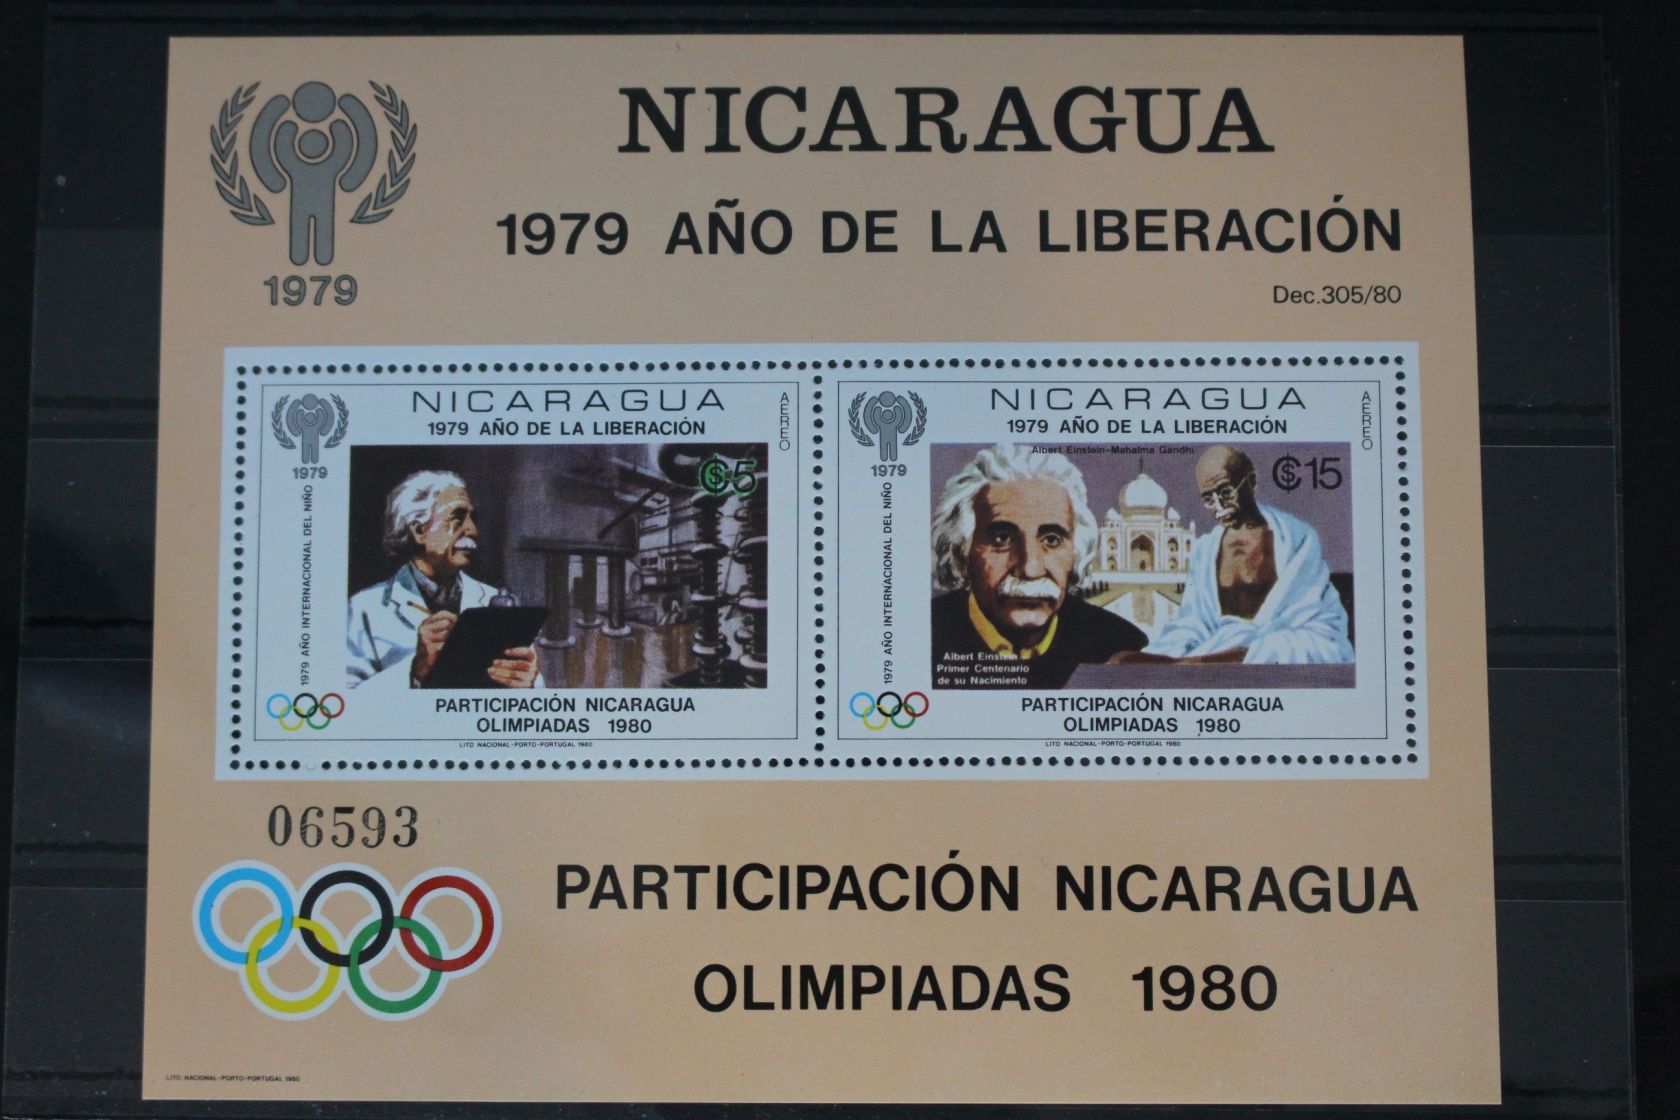 NICARAGUA
1979 AÑO DE LA LIBERACIÓN
Dec.305/80
1979
NICARAGUA
1979 AÑO DE LA LIBERACIÓN
AEREO
1979
1979 AÑO INTERNACIONAL DEL NIÑO
₡$5
PARTICIPACIÓN NICARAGUA
OLIMPIADAS 1980
LITO NACIONAL-PORTO-PORTUGAL 1980
NICARAGUA
1979 AÑO DE LA LIBERACIÓN
AEREO
1979
1979 AÑO INTERNACIONAL DEL NIÑO
Albert Einstein-Mahalma Gandhi
₡$15
Albert Einstein
Primer Centenario
de su Nacimiento
PARTICIPACIÓN NICARAGUA
OLIMPIADAS 1980
LITO NACIONAL-PORTO-PORTUGAL 1980
06593
PARTICIPACIÓN NICARAGUA
OLIMPIADAS 1980
LITO NACIONAL-PORTO-PORTUGAL 1980